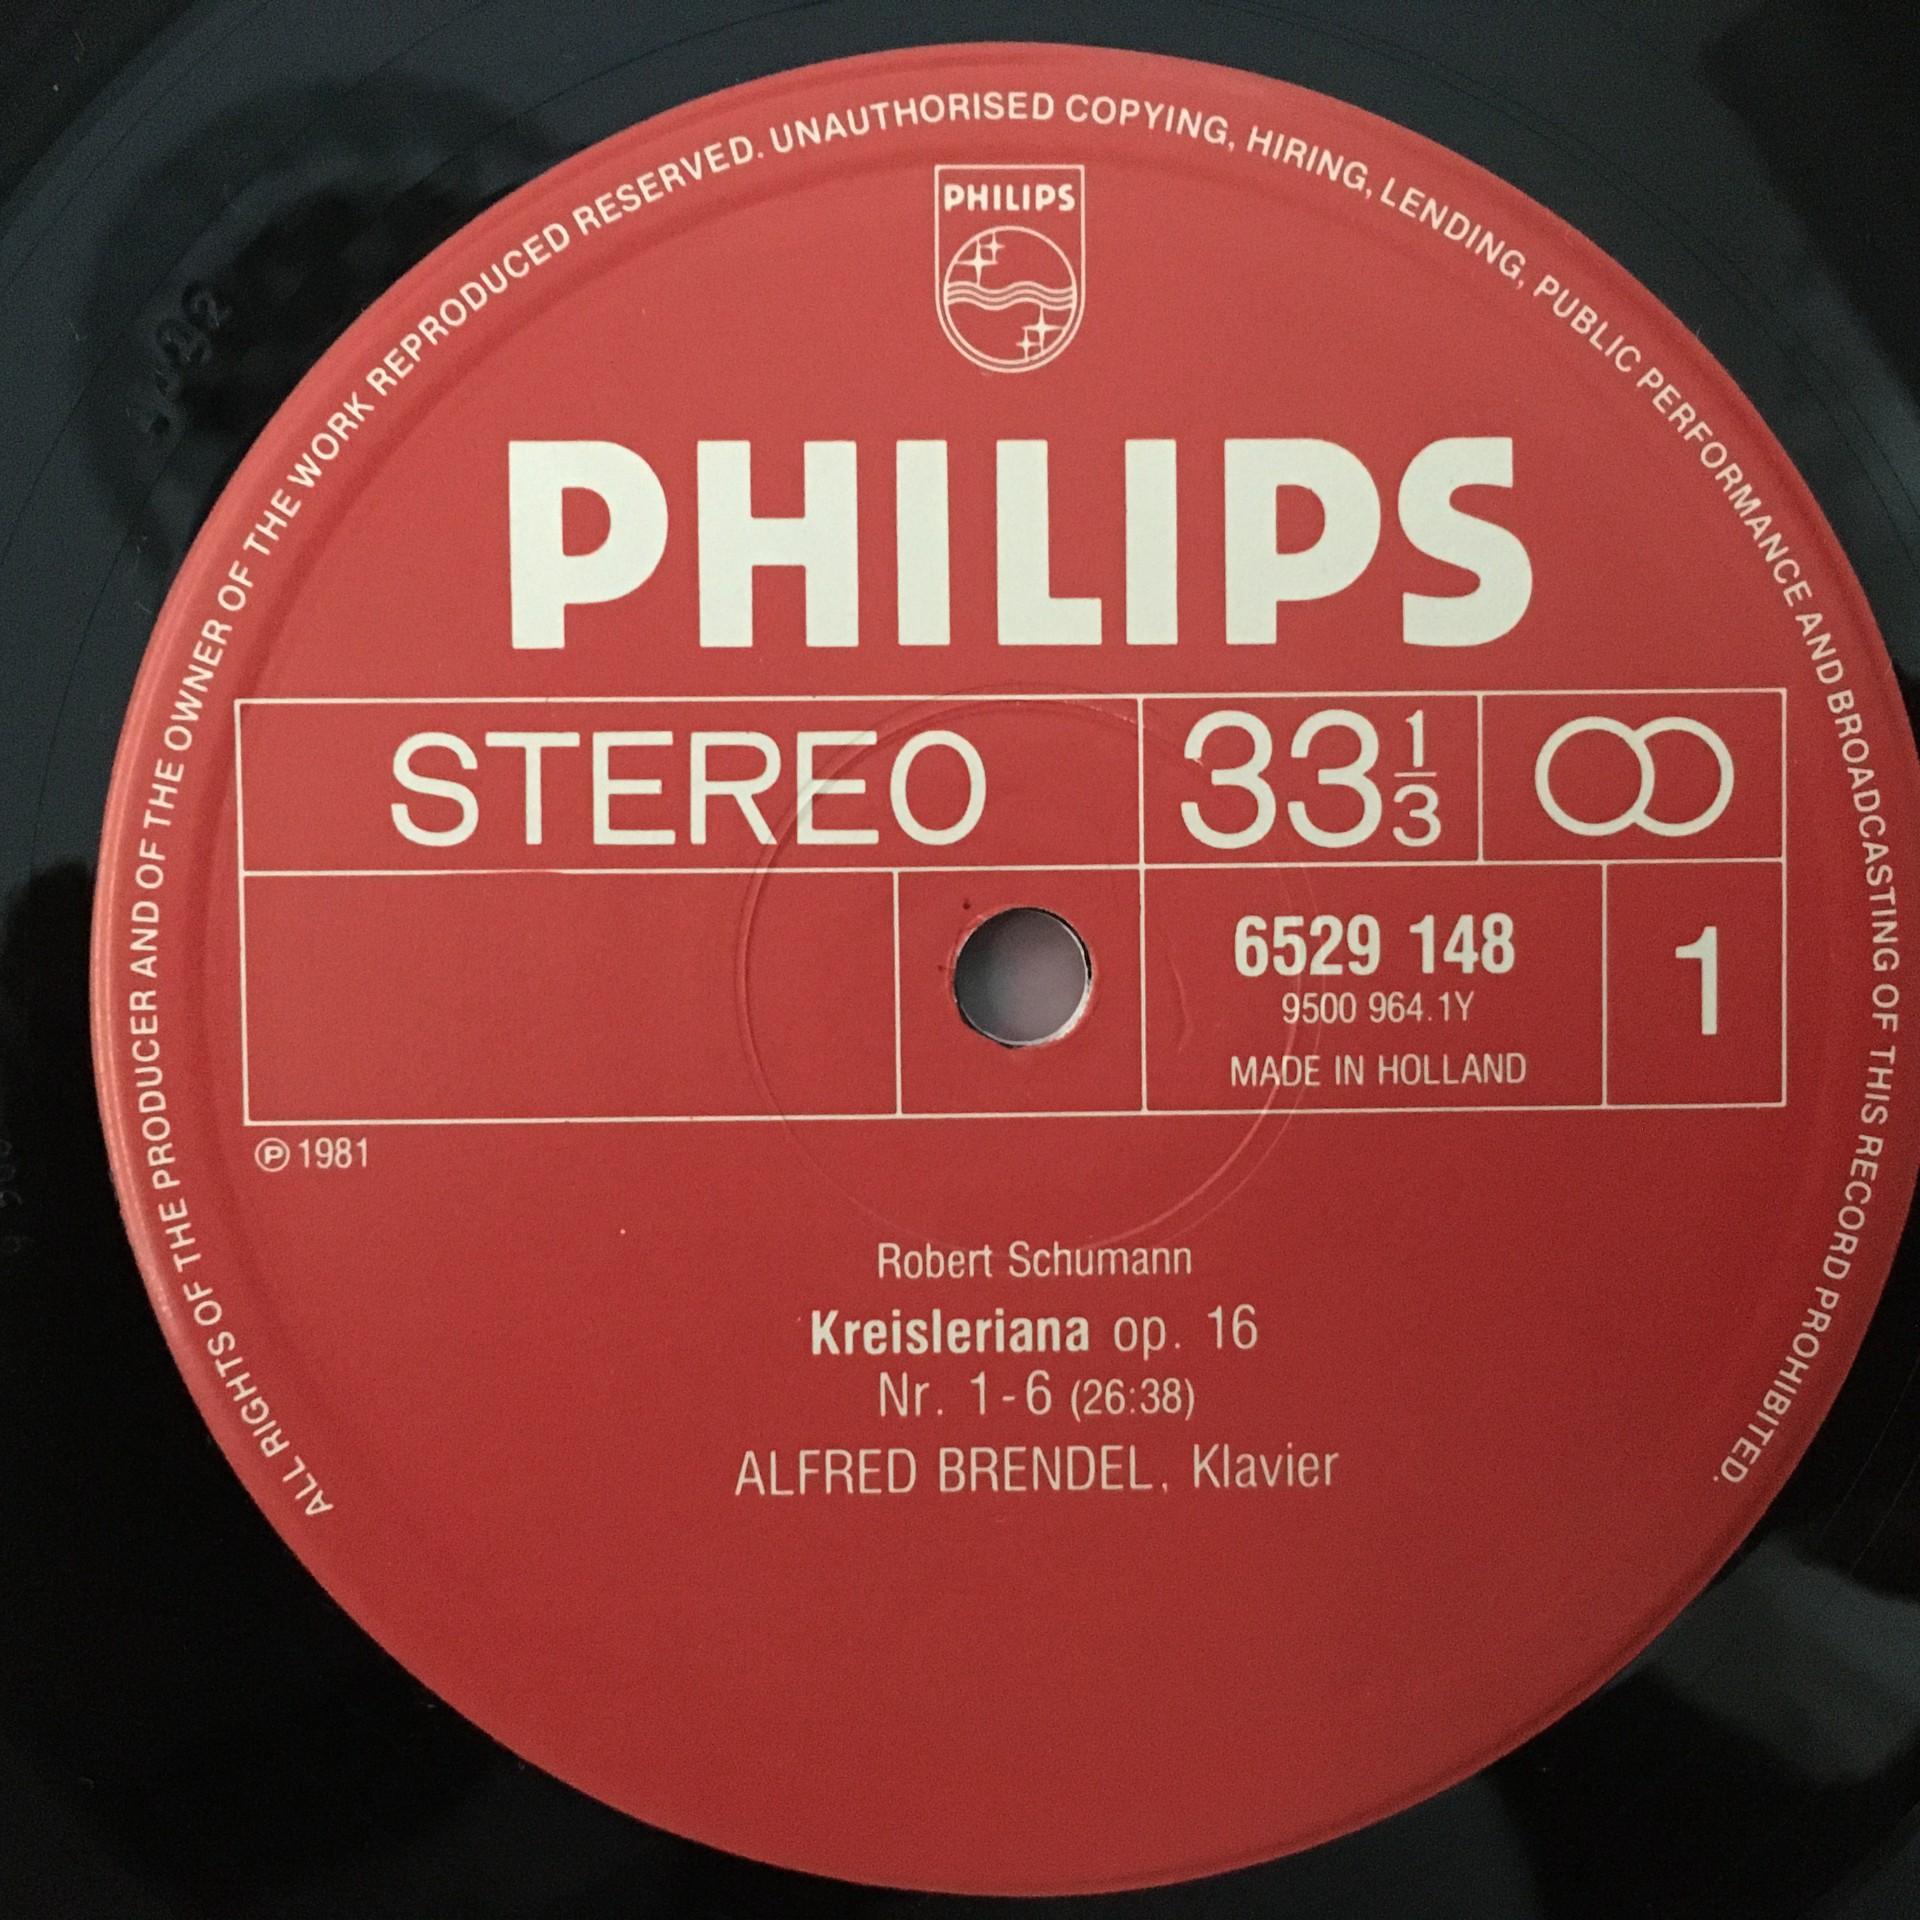 ALL RIGHTS OF THE PRODUCER AND OF THE OWNER OF THE WORK REPRODUCED RESERVED. UNAUTHORISED COPYING, HIRING, LENDING, PUBLIC PERFORMANCE AND BROADCASTING OF THIS RECORD PROHIBITED.
PHILIPS
PHILIPS
STEREO 33 1/3
6529 148 1
9500 964.1Y
MADE IN HOLLAND
℗ 1981
Robert Schumann
Kreisleriana op. 16
Nr. 1-6 (26:38)
ALFRED BRENDEL, Klavier